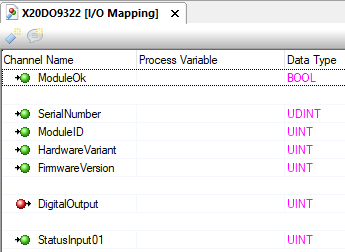 X20DO9322 [I/O Mapping]
Channel Name Process Variable Data Type
ModuleOk BOOL
SerialNumber UDINT
ModuleID UINT
HardwareVariant UINT
FirmwareVersion UINT
DigitalOutput UINT
StatusInput01 UINT